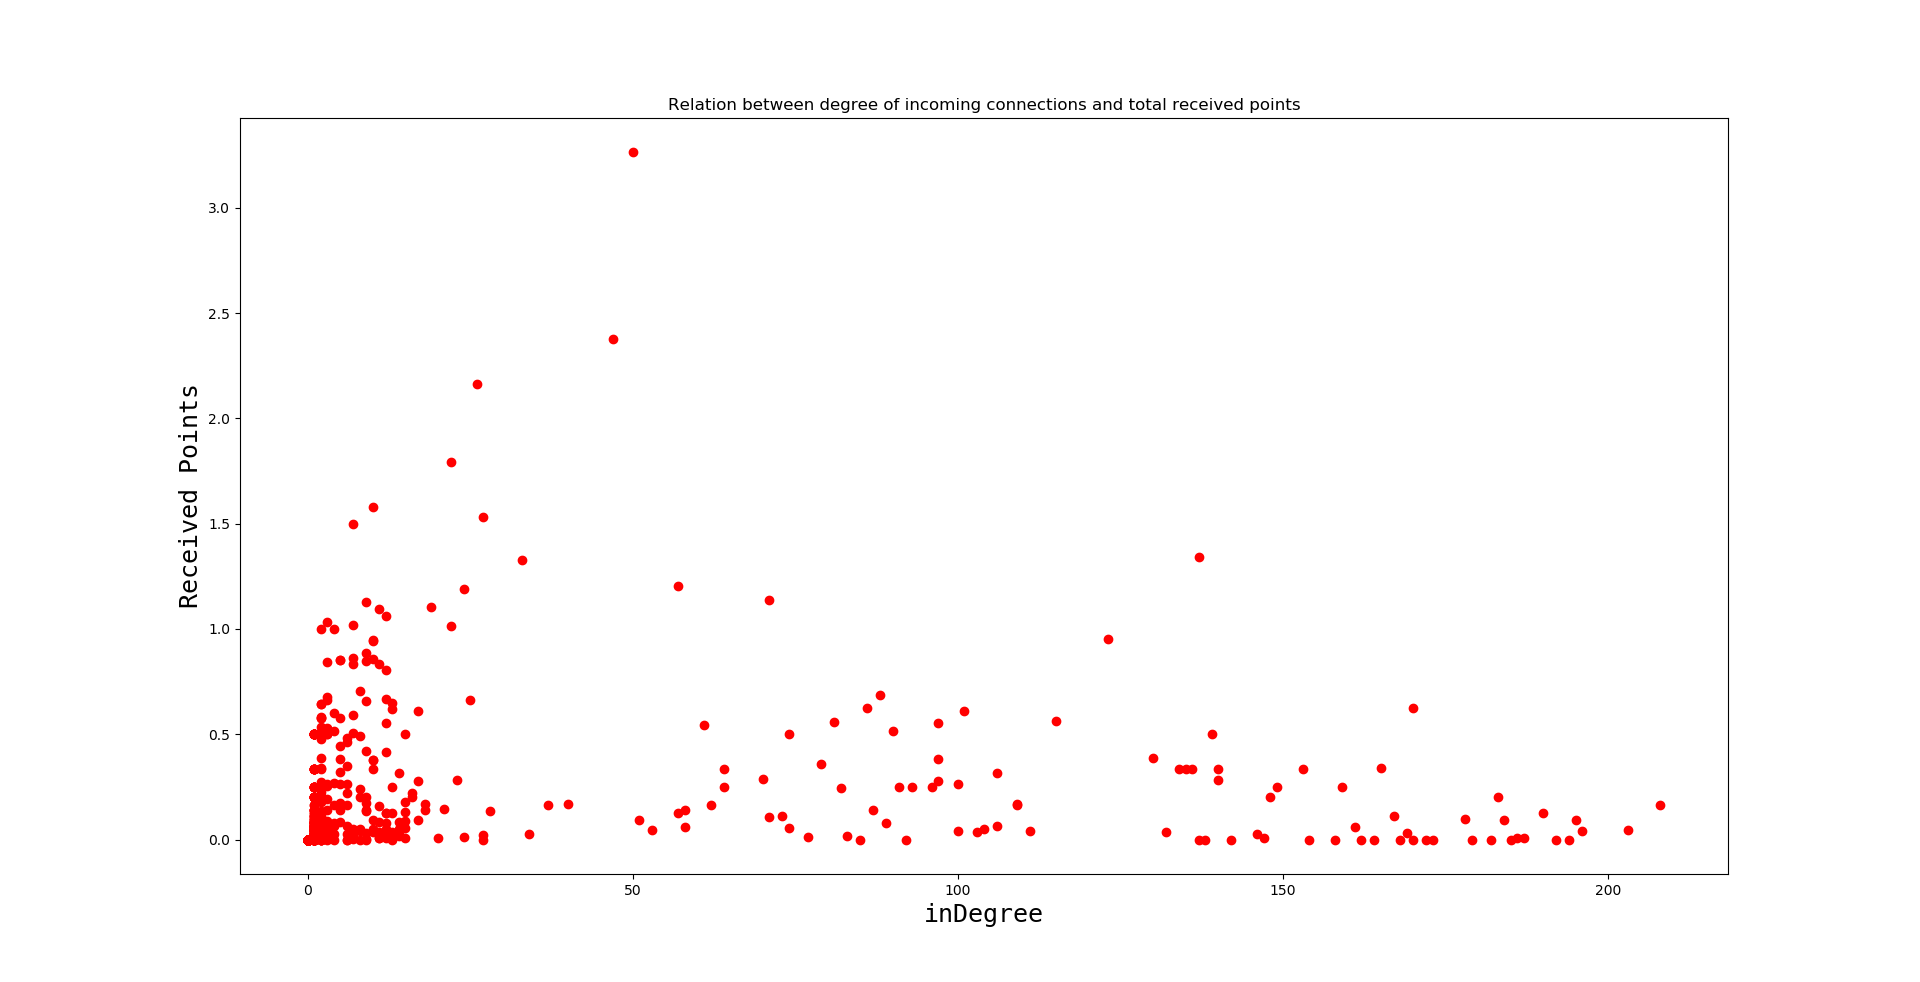 Relation between degree of incoming connections and total received points
Received Points
3.0
2.5
2.0
1.5
1.0
0.5
0.0
0 50 100 150 200
inDegree